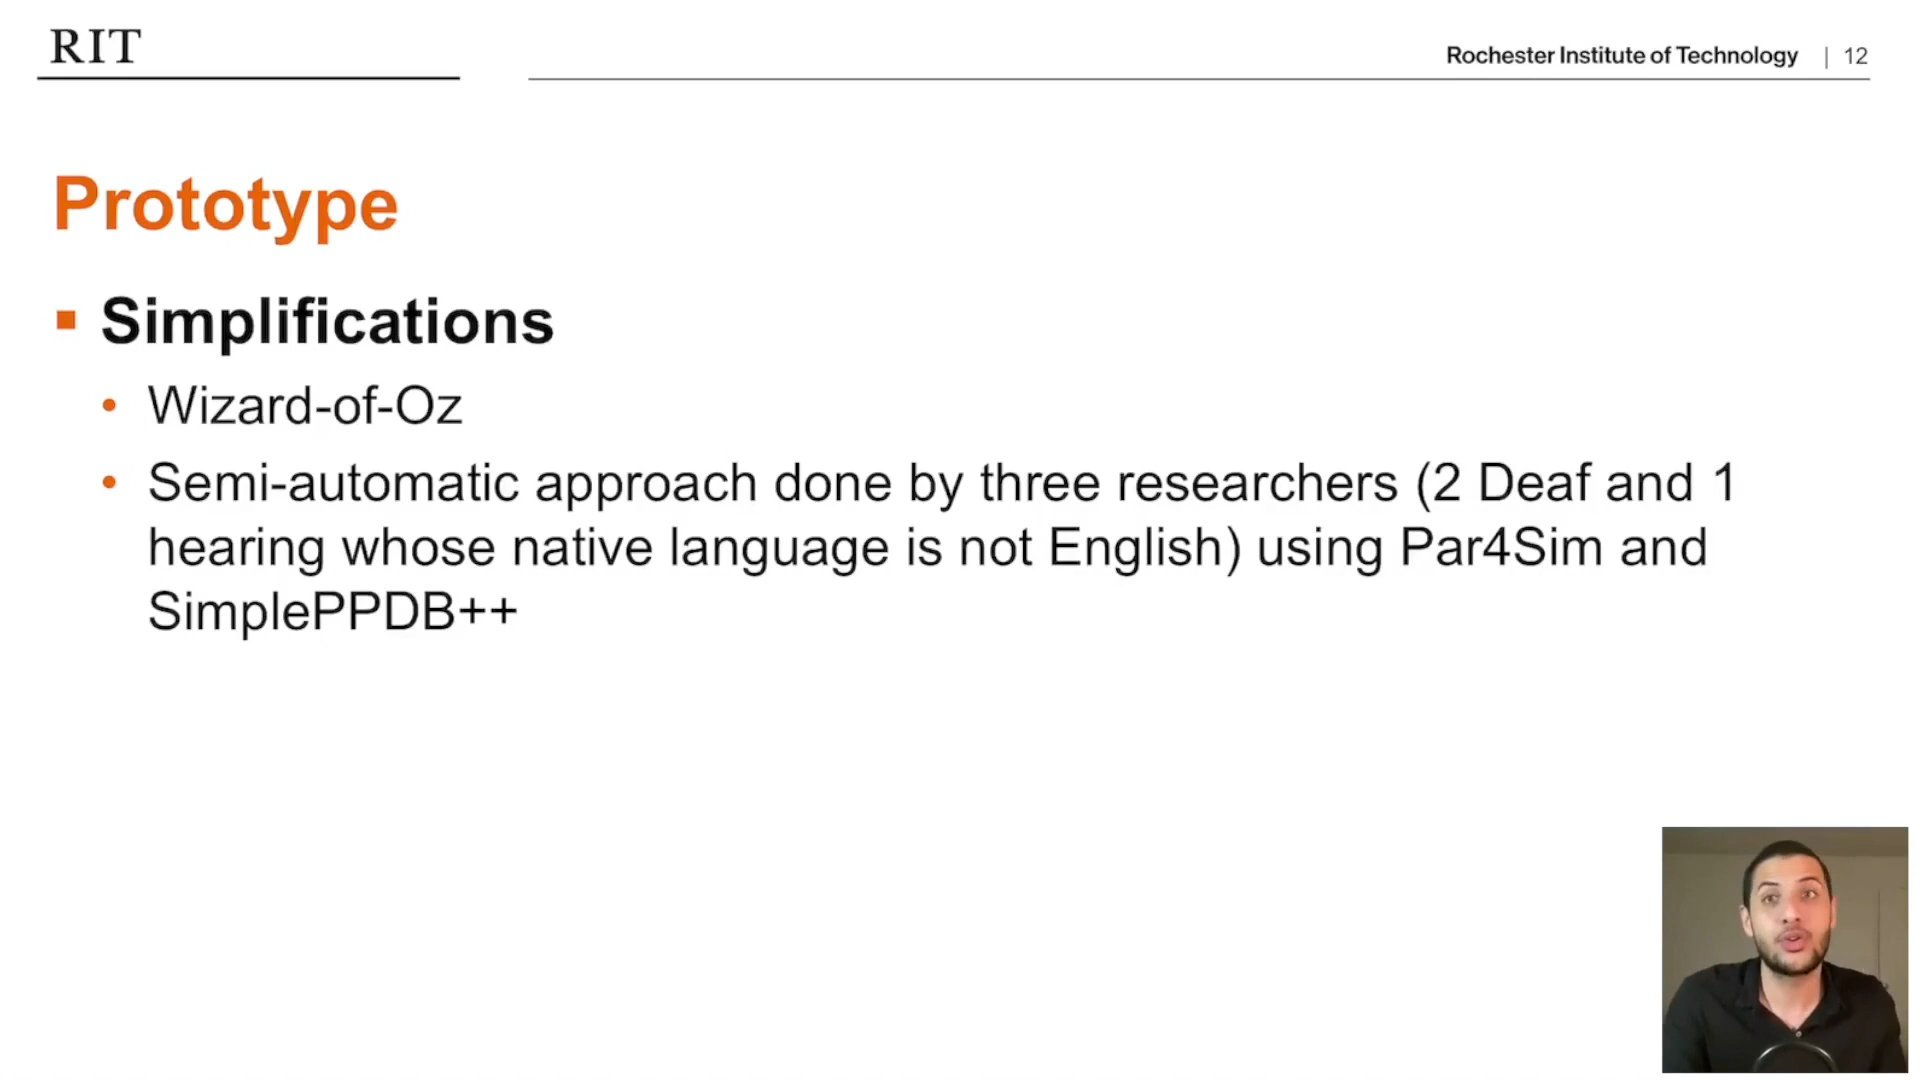 RIT
Rochester Institute of Technology | 12
Prototype
▪ Simplifications
• Wizard-of-Oz
• Semi-automatic approach done by three researchers (2 Deaf and 1
hearing whose native language is not English) using Par4Sim and
SimplePPDB++